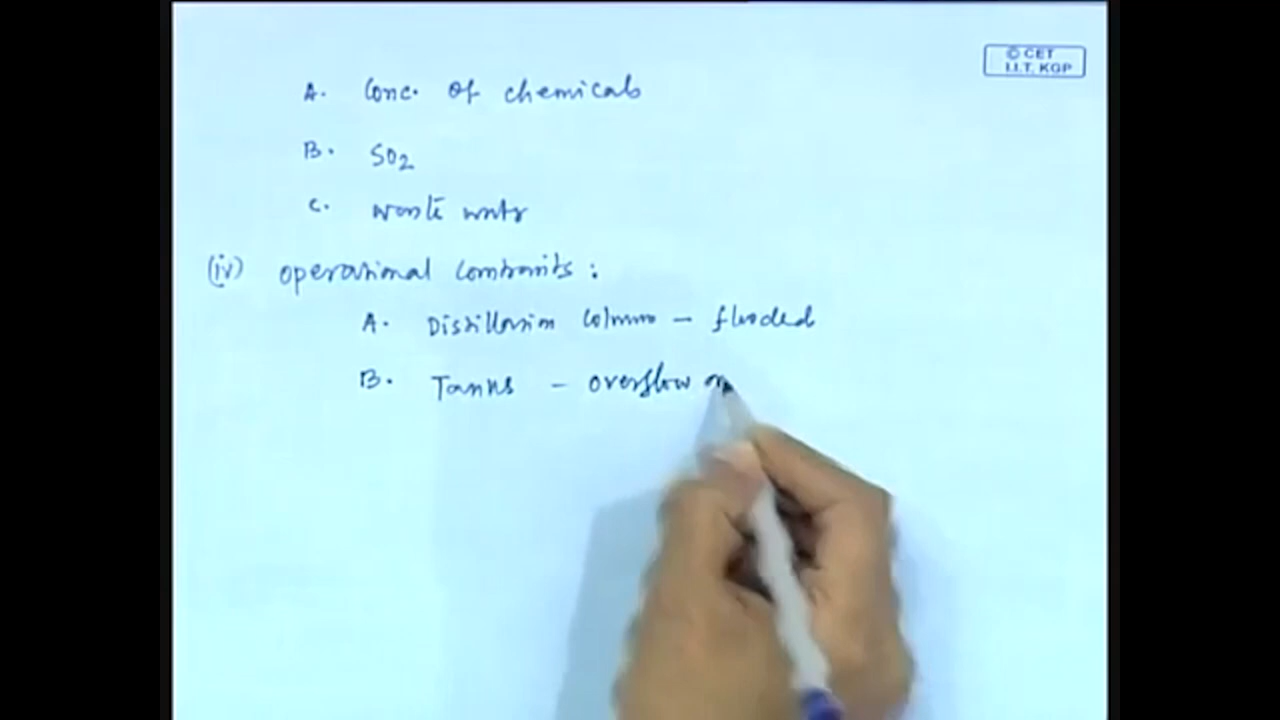 © CET
I.I.T. KGP
A. Conc. of chemicals
B. SO2
C. waste water
(iv) operational constraints :
A. Distillation column - flooded
B. Tanks - overflow